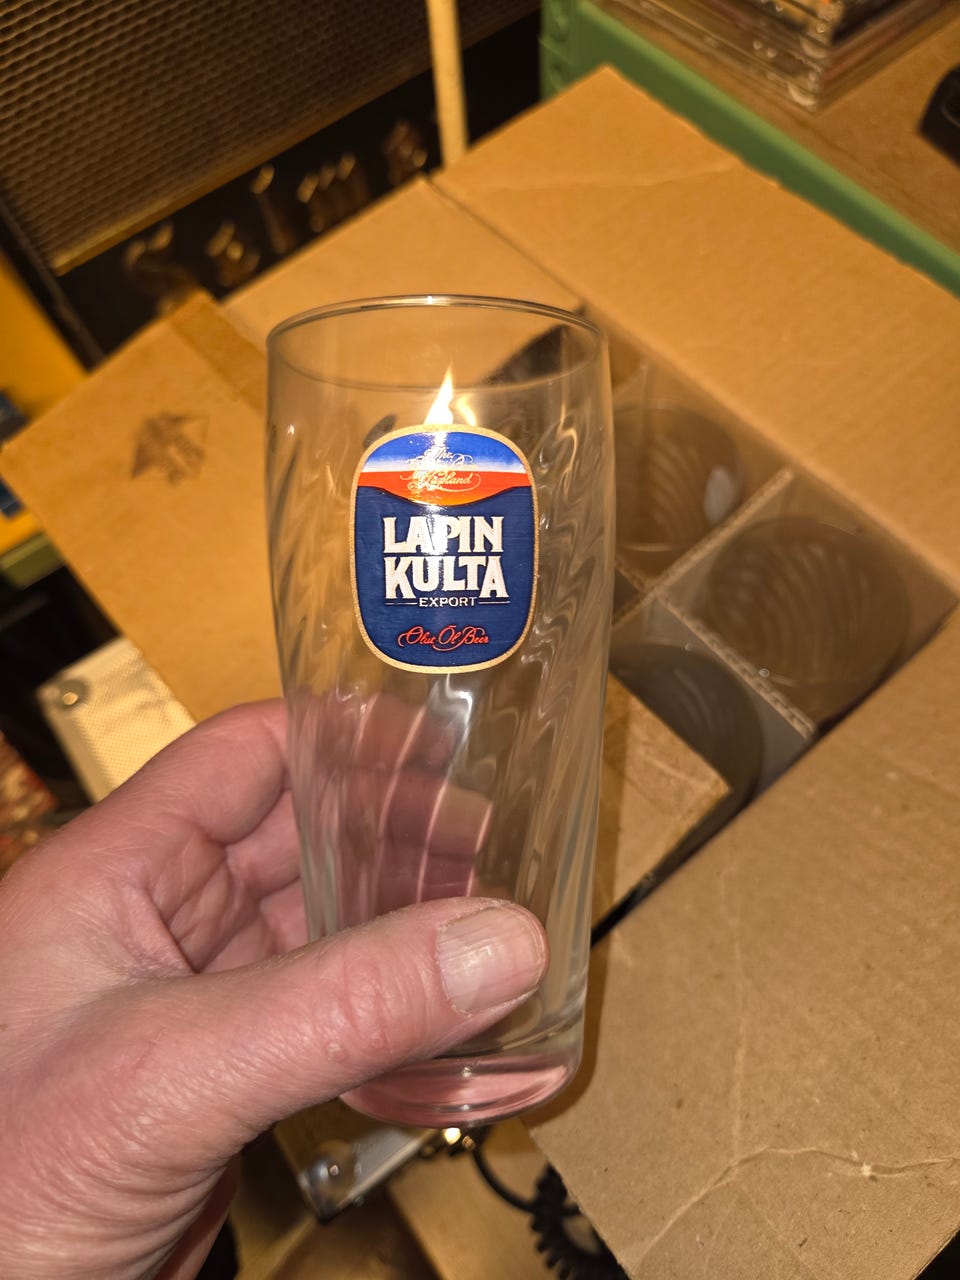 The
Lapland
LAPIN
KULTA
EXPORT
Olut Öl Beer